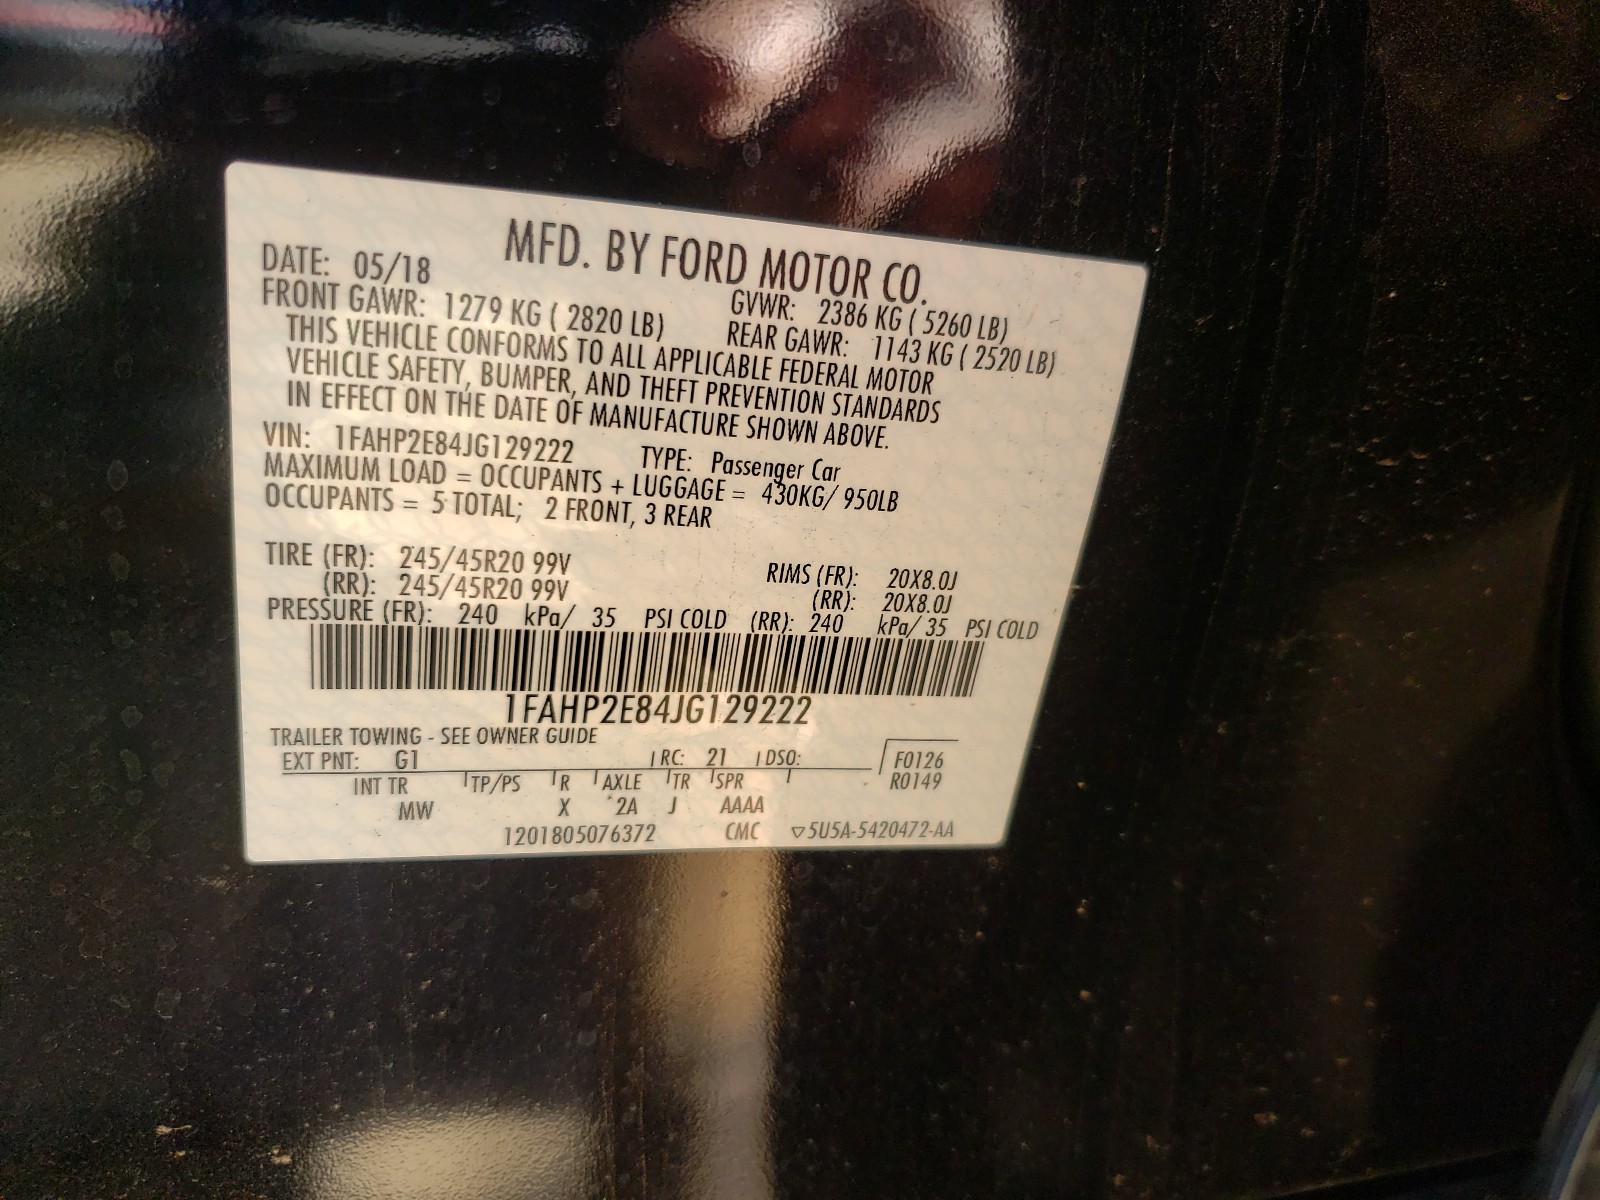 MFD. BY FORD MOTOR CO.
DATE: 05/18 GVWR: 2386 KG ( 5260 LB)
FRONT GAWR: 1279 KG ( 2820 LB) REAR GAWR: 1143 KG ( 2520 LB)
THIS VEHICLE CONFORMS TO ALL APPLICABLE FEDERAL MOTOR
VEHICLE SAFETY, BUMPER, AND THEFT PREVENTION STANDARDS
IN EFFECT ON THE DATE OF MANUFACTURE SHOWN ABOVE.
VIN: 1FAHP2E84JG129222 TYPE: Passenger Car
MAXIMUM LOAD = OCCUPANTS + LUGGAGE = 430KG/ 950LB
OCCUPANTS = 5 TOTAL; 2 FRONT, 3 REAR
TIRE (FR): 245/45R20 99V RIMS (FR): 20X8.0J
(RR): 245/45R20 99V (RR): 20X8.0J
PRESSURE (FR): 240 kPa/ 35 PSI COLD (RR): 240 kPa/ 35 PSI COLD
1FAHP2E84JG129222
TRAILER TOWING - SEE OWNER GUIDE
EXT PNT: G1 RC: 21 DSO: F0126
INT TR TP/PS R AXLE TR SPR R0149
MW X 2A J AAAA
1201805076372 CMC ▽5U5A-5420472-AA